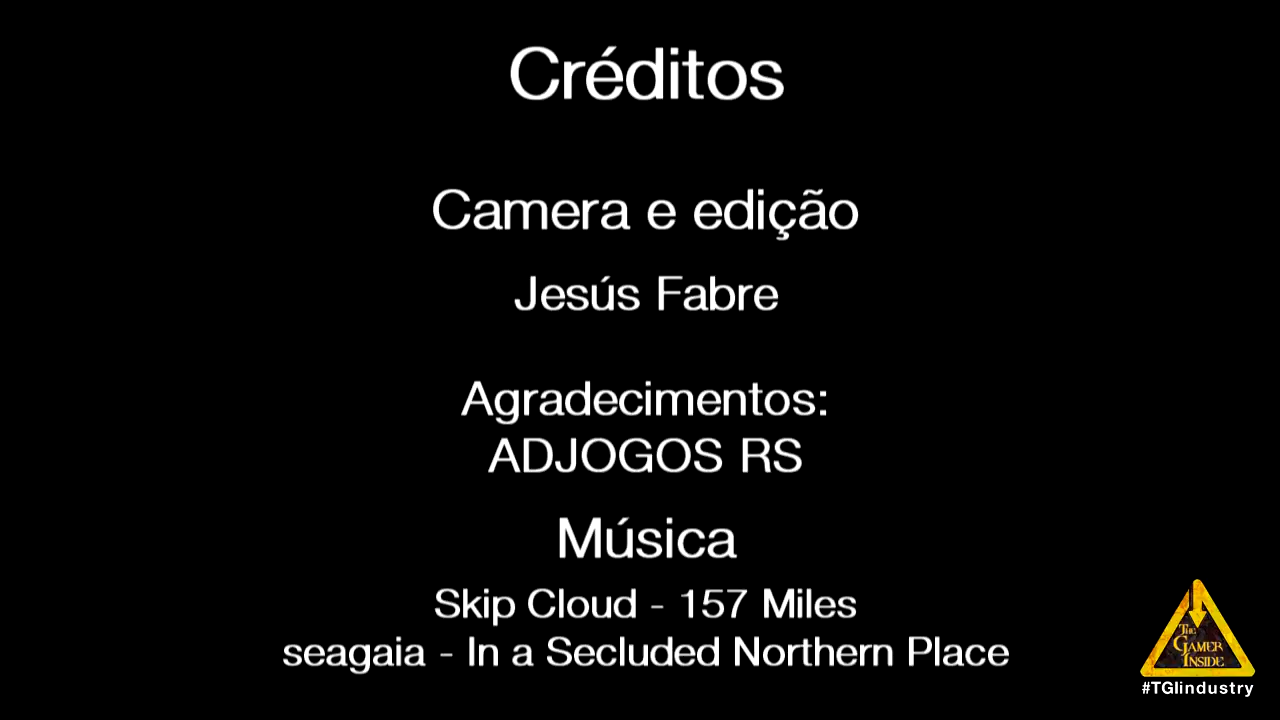 Créditos
Camera e edição
Jesús Fabre
Agradecimentos:
ADJOGOS RS
Música
Skip Cloud - 157 Miles
seagaia - In a Secluded Northern Place
The
Gamer
Inside
#TGIindustry